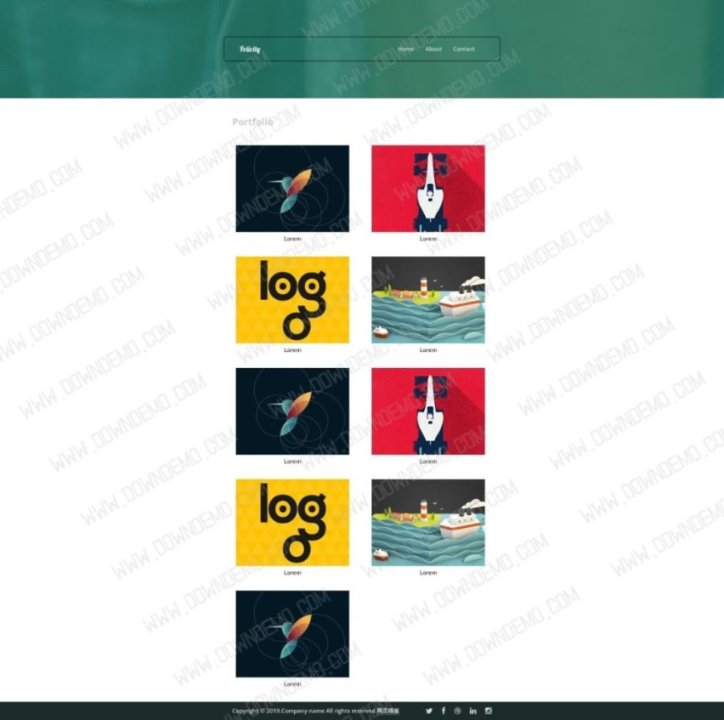 Felicity
Home About Contact
Portfolio
Lorem Lorem
log
Lorem Lorem
Lorem Lorem
log
Lorem Lorem
Lorem
Copyright © 2019.Company name All rights reserved.网页模板
WWW.DOWNDEMO.COM